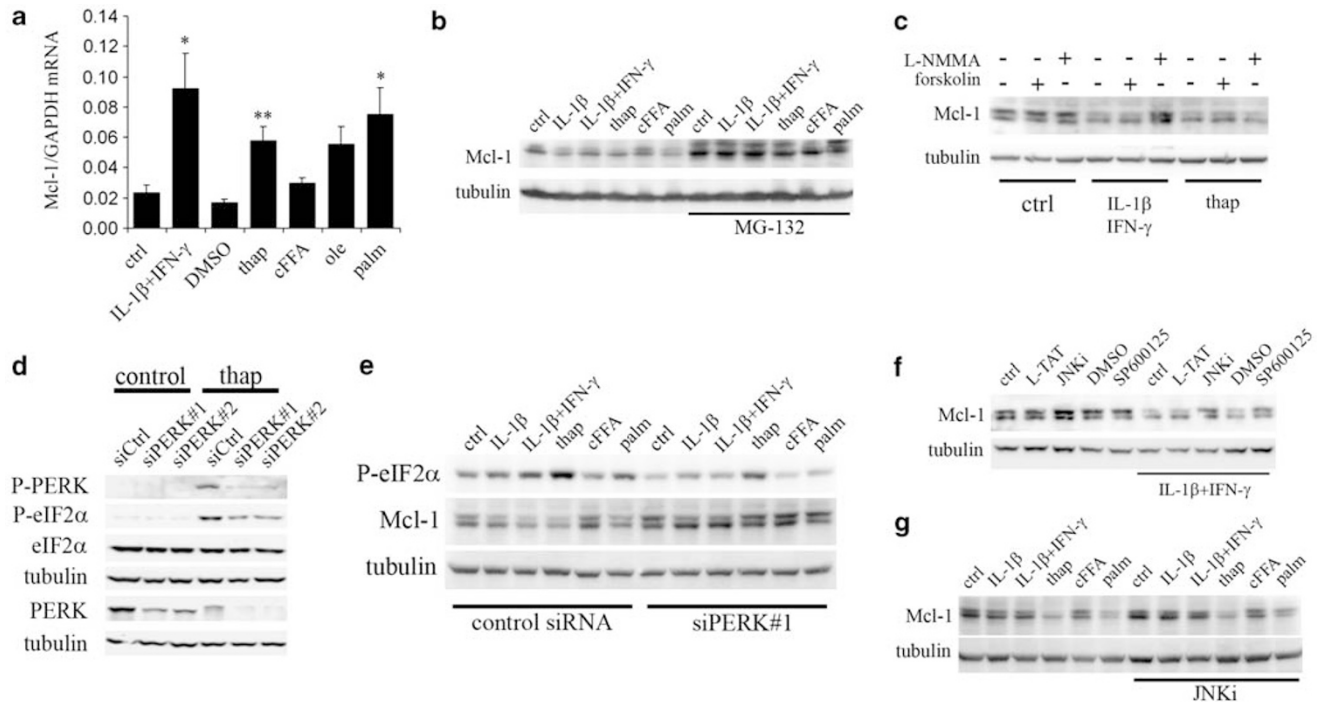 a
Mcl-1/GAPDH mRNA
0.14
0.12
0.10
0.08
0.06
0.04
0.02
0.00
* ** *
ctrl IL-1β+IFN-γ DMSO thap cFFA ole palm
b
ctrl IL-1β IL-1β+IFN-γ thap cFFA palm ctrl IL-1β IL-1β+IFN-γ thap cFFA palm
Mcl-1
tubulin
MG-132
c
L-NMMA - - + - - + - - +
forskolin - + - - + - - + -
Mcl-1
tubulin
ctrl IL-1β thap
IFN-γ
d
control thap
siCtrl siPERK#1 siPERK#2 siCtrl siPERK#1 siPERK#2
P-PERK
P-eIF2α
eIF2α
tubulin
PERK
tubulin
e
ctrl IL-1β IL-1β+IFN-γ thap cFFA palm ctrl IL-1β IL-1β+IFN-γ thap cFFA palm
P-eIF2α
Mcl-1
tubulin
control siRNA siPERK#1
f
ctrl L-TAT JNKi DMSO SP600125 ctrl L-TAT JNKi DMSO SP600125
Mcl-1
tubulin
IL-1β+IFN-γ
g
ctrl IL-1β IL-1β+IFN-γ thap cFFA palm ctrl IL-1β IL-1β+IFN-γ thap cFFA palm
Mcl-1
tubulin
JNKi